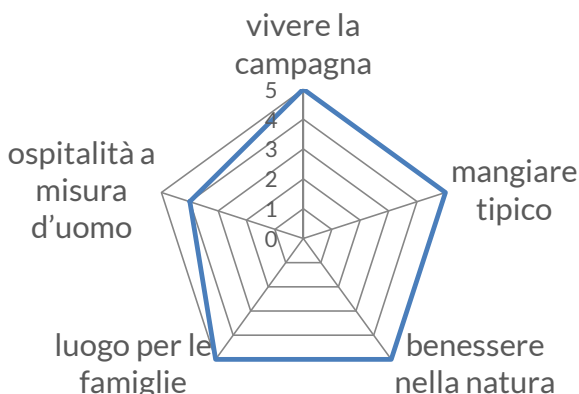 vivere la
campagna
5
4
3
2
1
0
mangiare
tipico
benessere
nella natura
luogo per le
famiglie
ospitalità a
misura
d'uomo